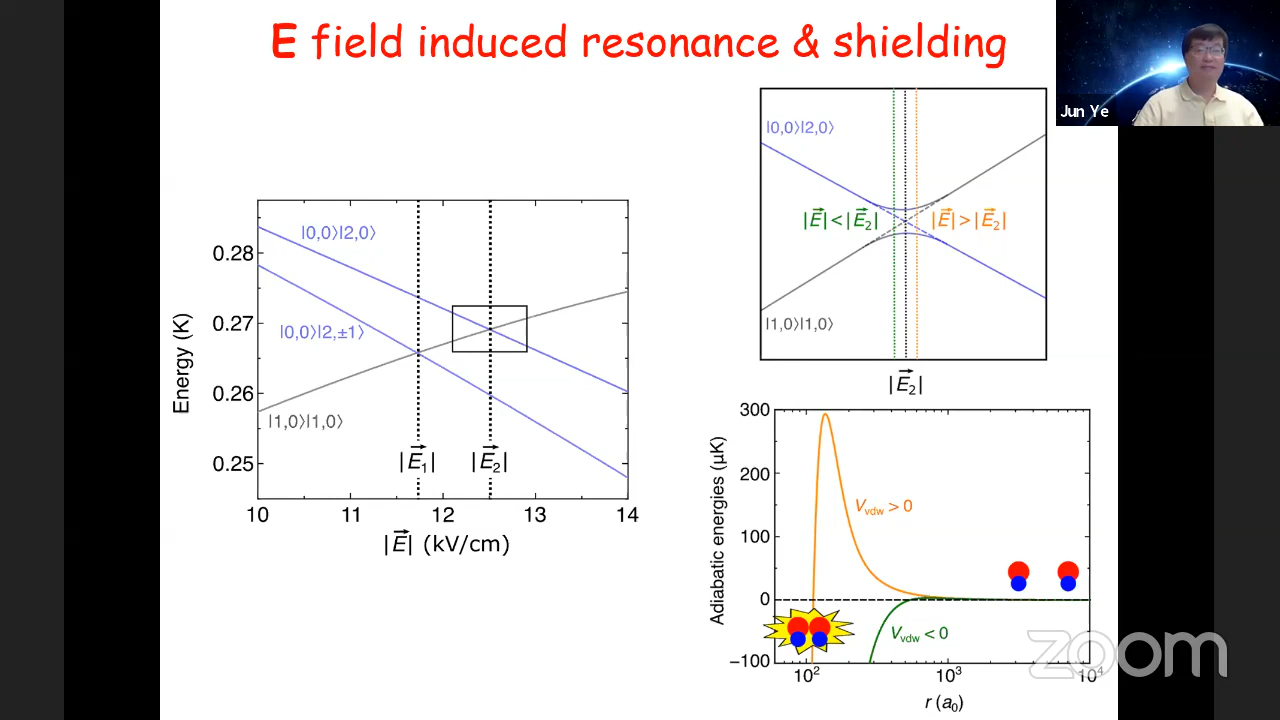 E field induced resonance & shielding
Jun Ye
Energy (K)
0.28
0.27
0.26
0.25
|0,0⟩|2,0⟩
|0,0⟩|2,±1⟩
|1,0⟩|1,0⟩
|E⃗₁|
|E⃗₂|
10 11 12 13 14
|E⃗| (kV/cm)
|0,0⟩|2,0⟩
|E⃗|<|E⃗₂|
|E⃗|>|E⃗₂|
|1,0⟩|1,0⟩
|E⃗₂|
Adiabatic energies (µK)
300
200
100
0
−100
V_vdw > 0
V_vdw < 0
10² 10³ 10⁴
r (a₀)
zoom